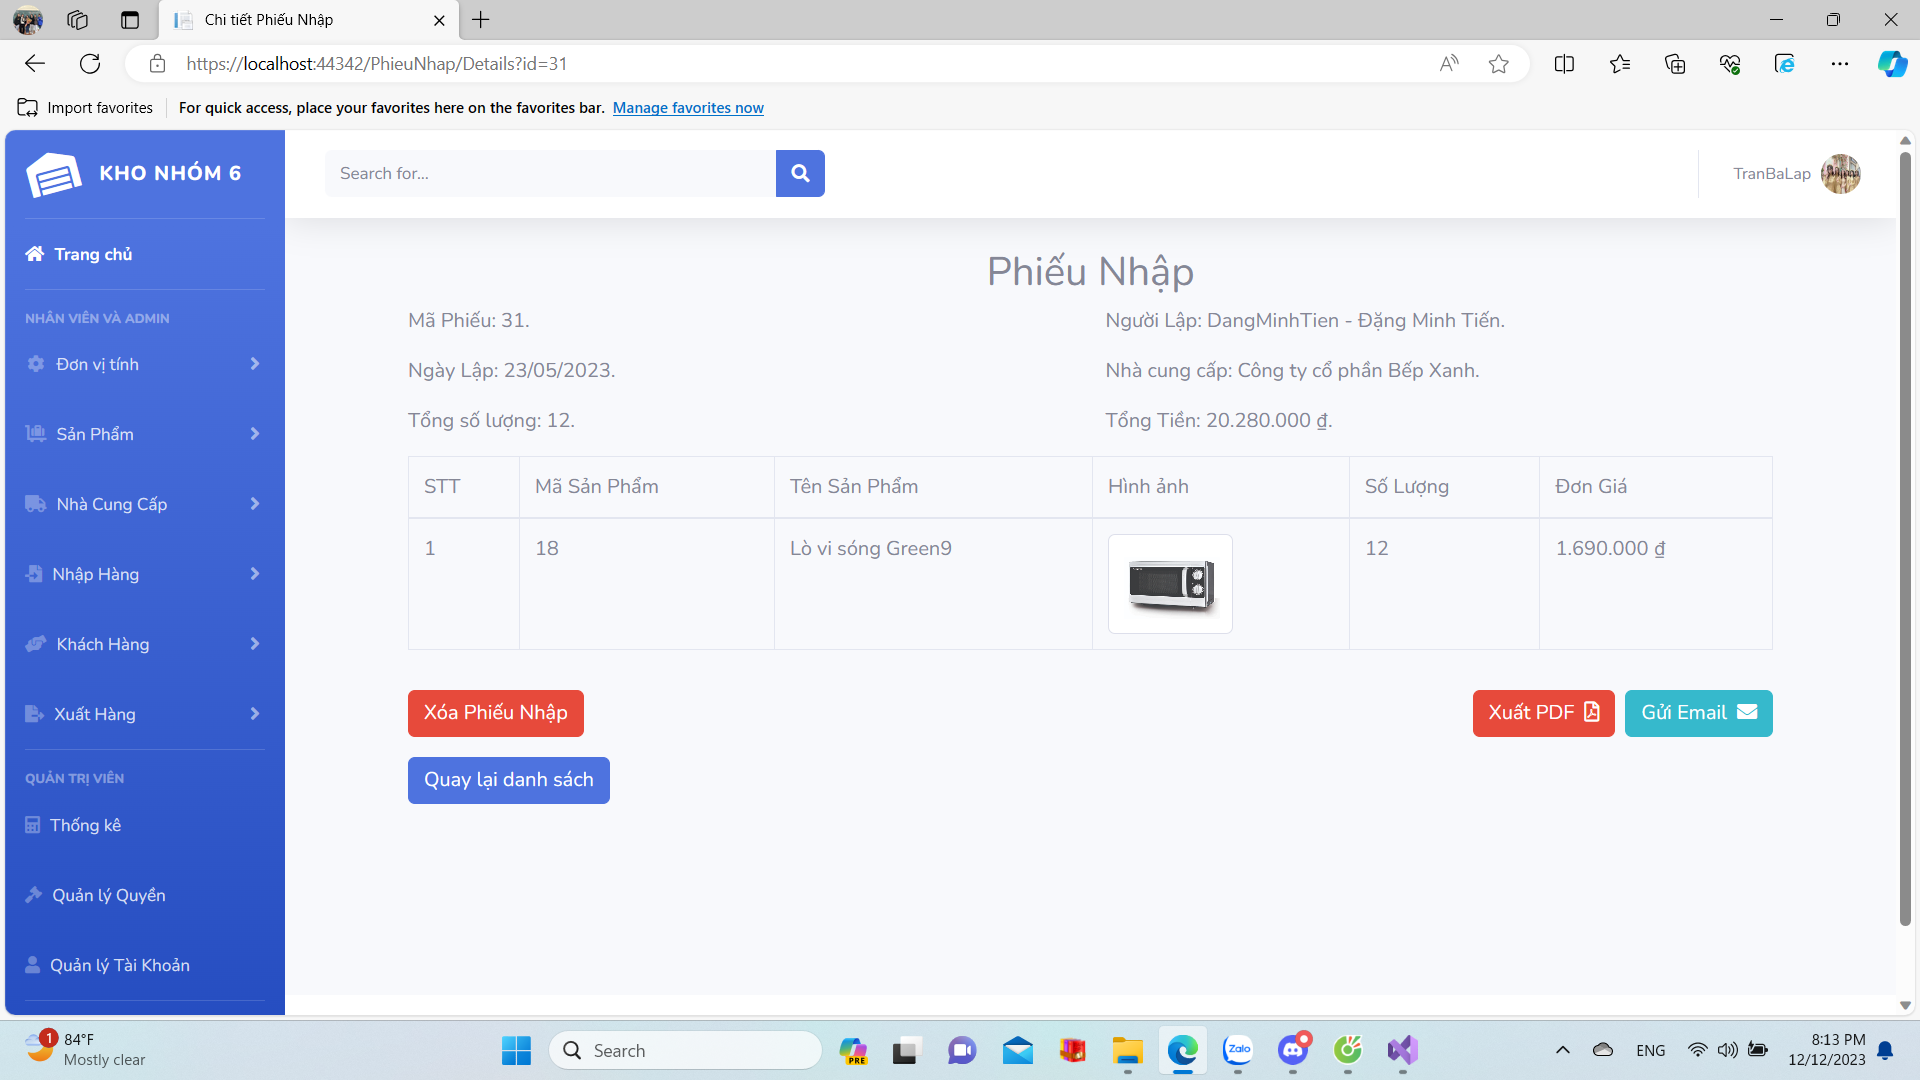 Chi tiết Phiếu Nhập
https://localhost:44342/PhieuNhap/Details?id=31
Import favorites
For quick access, place your favorites here on the favorites bar. Manage favorites now
KHO NHÓM 6
Search for...
TranBaLap
Trang chủ
NHÂN VIÊN VÀ ADMIN
Đơn vị tính
Sản Phẩm
Nhà Cung Cấp
Nhập Hàng
Khách Hàng
Xuất Hàng
QUẢN TRỊ VIÊN
Thống kê
Quản lý Quyền
Quản lý Tài Khoản
Phiếu Nhập
Mã Phiếu: 31.
Người Lập: DangMinhTien - Đặng Minh Tiến.
Ngày Lập: 23/05/2023.
Nhà cung cấp: Công ty cổ phần Bếp Xanh.
Tổng số lượng: 12.
Tổng Tiền: 20.280.000 ₫.
STT Mã Sản Phẩm Tên Sản Phẩm Hình ảnh Số Lượng Đơn Giá
1 18 Lò vi sóng Green9 12 1.690.000 ₫
Xóa Phiếu Nhập
Xuất PDF
Gửi Email
Quay lại danh sách
1
84°F
Mostly clear
Search
PRE
Zalo
ENG
8:13 PM
12/12/2023